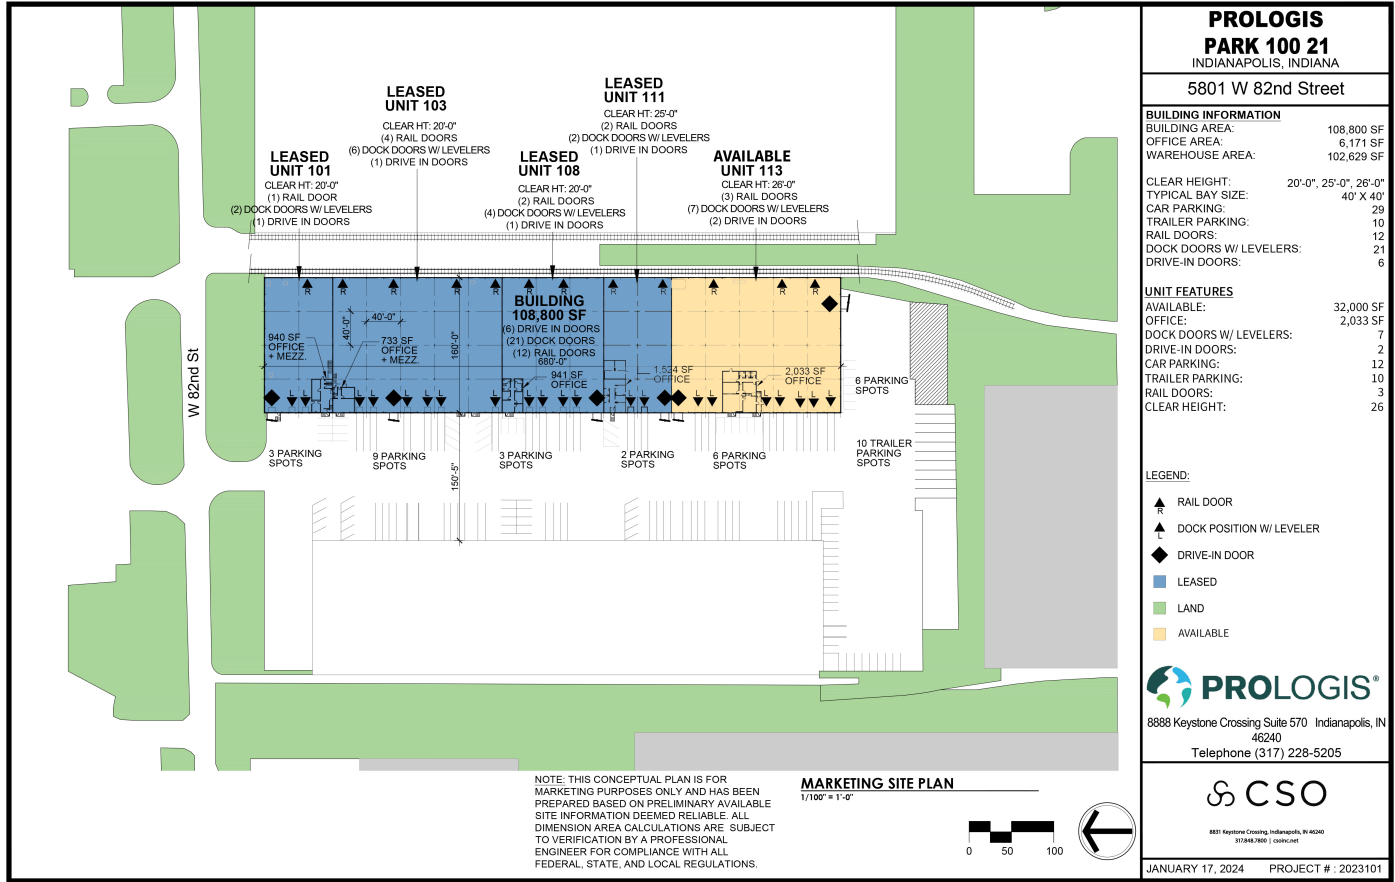 LEASED
UNIT 101
CLEAR HT: 20'-0"
(1) RAIL DOOR
(2) DOCK DOORS W/ LEVELERS
(1) DRIVE IN DOORS
LEASED
UNIT 103
CLEAR HT: 20'-0"
(4) RAIL DOORS
(6) DOCK DOORS W/ LEVELERS
(1) DRIVE IN DOORS
LEASED
UNIT 108
CLEAR HT: 20'-0"
(2) RAIL DOORS
(4) DOCK DOORS W/ LEVELERS
(1) DRIVE IN DOORS
LEASED
UNIT 111
CLEAR HT: 25'-0"
(2) RAIL DOORS
(2) DOCK DOORS W/ LEVELERS
(1) DRIVE IN DOORS
AVAILABLE
UNIT 113
CLEAR HT: 26'-0"
(3) RAIL DOORS
(7) DOCK DOORS W/ LEVELERS
(2) DRIVE IN DOORS
R R R R R R R R R R R R
BUILDING
108,800 SF
(6) DRIVE IN DOORS
(21) DOCK DOORS
(12) RAIL DOORS
680'-0"
40'-0"
40'-0"
160'-0"
940 SF
OFFICE
+ MEZZ.
733 SF
OFFICE
+ MEZZ.
941 SF
OFFICE
1,524 SF
OFFICE
2,033 SF
OFFICE
L L L L L L L L L L L L L L L L L L L L L
W 82nd St
6 PARKING
SPOTS
3 PARKING
SPOTS
9 PARKING
SPOTS
3 PARKING
SPOTS
2 PARKING
SPOTS
6 PARKING
SPOTS
10 TRAILER
PARKING
SPOTS
150'-5"
NOTE: THIS CONCEPTUAL PLAN IS FOR
MARKETING PURPOSES ONLY AND HAS BEEN
PREPARED BASED ON PRELIMINARY AVAILABLE
SITE INFORMATION DEEMED RELIABLE. ALL
DIMENSION AREA CALCULATIONS ARE SUBJECT
TO VERIFICATION BY A PROFESSIONAL
ENGINEER FOR COMPLIANCE WITH ALL
FEDERAL, STATE, AND LOCAL REGULATIONS.
MARKETING SITE PLAN
1/100" = 1'-0"
0 50 100
PROLOGIS
PARK 100 21
INDIANAPOLIS, INDIANA
5801 W 82nd Street
BUILDING INFORMATION
BUILDING AREA: 108,800 SF
OFFICE AREA: 6,171 SF
WAREHOUSE AREA: 102,629 SF
CLEAR HEIGHT: 20'-0", 25'-0", 26'-0"
TYPICAL BAY SIZE: 40' X 40'
CAR PARKING: 29
TRAILER PARKING: 10
RAIL DOORS: 12
DOCK DOORS W/ LEVELERS: 21
DRIVE-IN DOORS: 6
UNIT FEATURES
AVAILABLE: 32,000 SF
OFFICE: 2,033 SF
DOCK DOORS W/ LEVELERS: 7
DRIVE-IN DOORS: 2
CAR PARKING: 12
TRAILER PARKING: 10
RAIL DOORS: 3
CLEAR HEIGHT: 26
LEGEND:
R RAIL DOOR
L DOCK POSITION W/ LEVELER
DRIVE-IN DOOR
LEASED
LAND
AVAILABLE
PROLOGIS®
8888 Keystone Crossing Suite 570 Indianapolis, IN
46240
Telephone (317) 228-5205
CSO
8831 Keystone Crossing, Indianapolis, IN 46240
317.848.7800 | csoinc.net
JANUARY 17, 2024 PROJECT # : 2023101